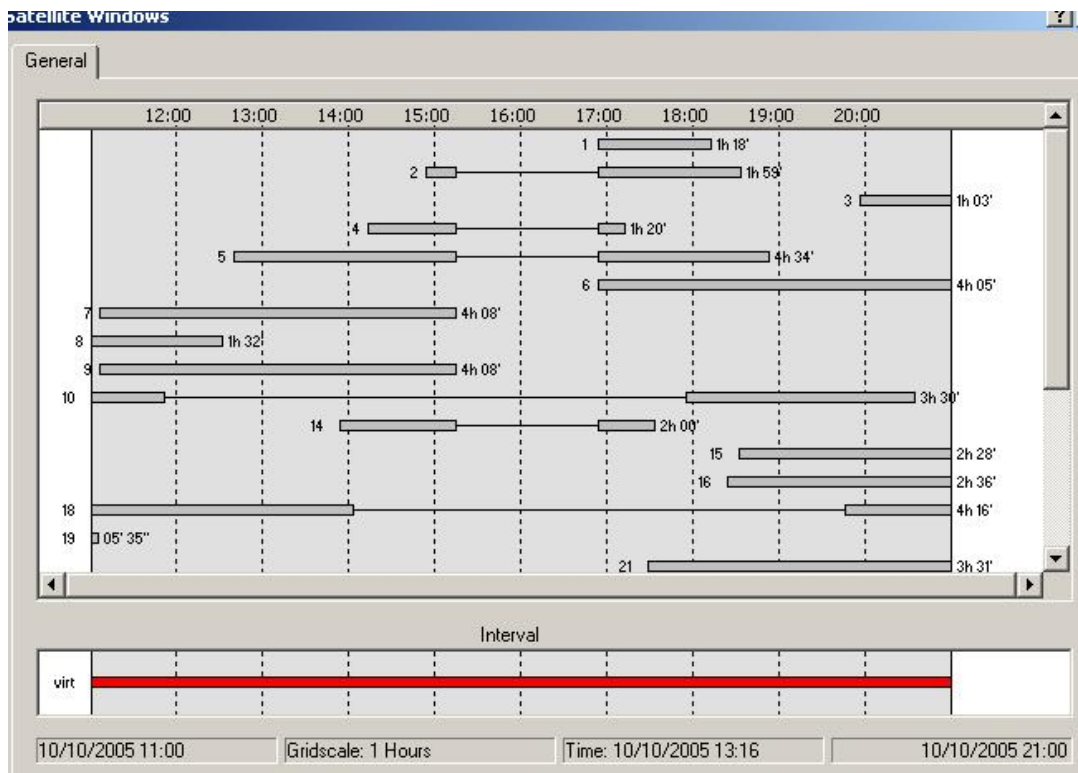 Satellite Windows ?
General
12:00 13:00 14:00 15:00 16:00 17:00 18:00 19:00 20:00
1 1h 18'
2 1h 59'
3 1h 03'
4 1h 20'
5 4h 34'
6 4h 05'
7 4h 08'
8 1h 32'
9 4h 08'
10 3h 30'
14 2h 00'
15 2h 28'
16 2h 36'
18 4h 16'
19 05' 35"
21 3h 31'
Interval
virt
10/10/2005 11:00 Gridscale: 1 Hours Time: 10/10/2005 13:16 10/10/2005 21:00